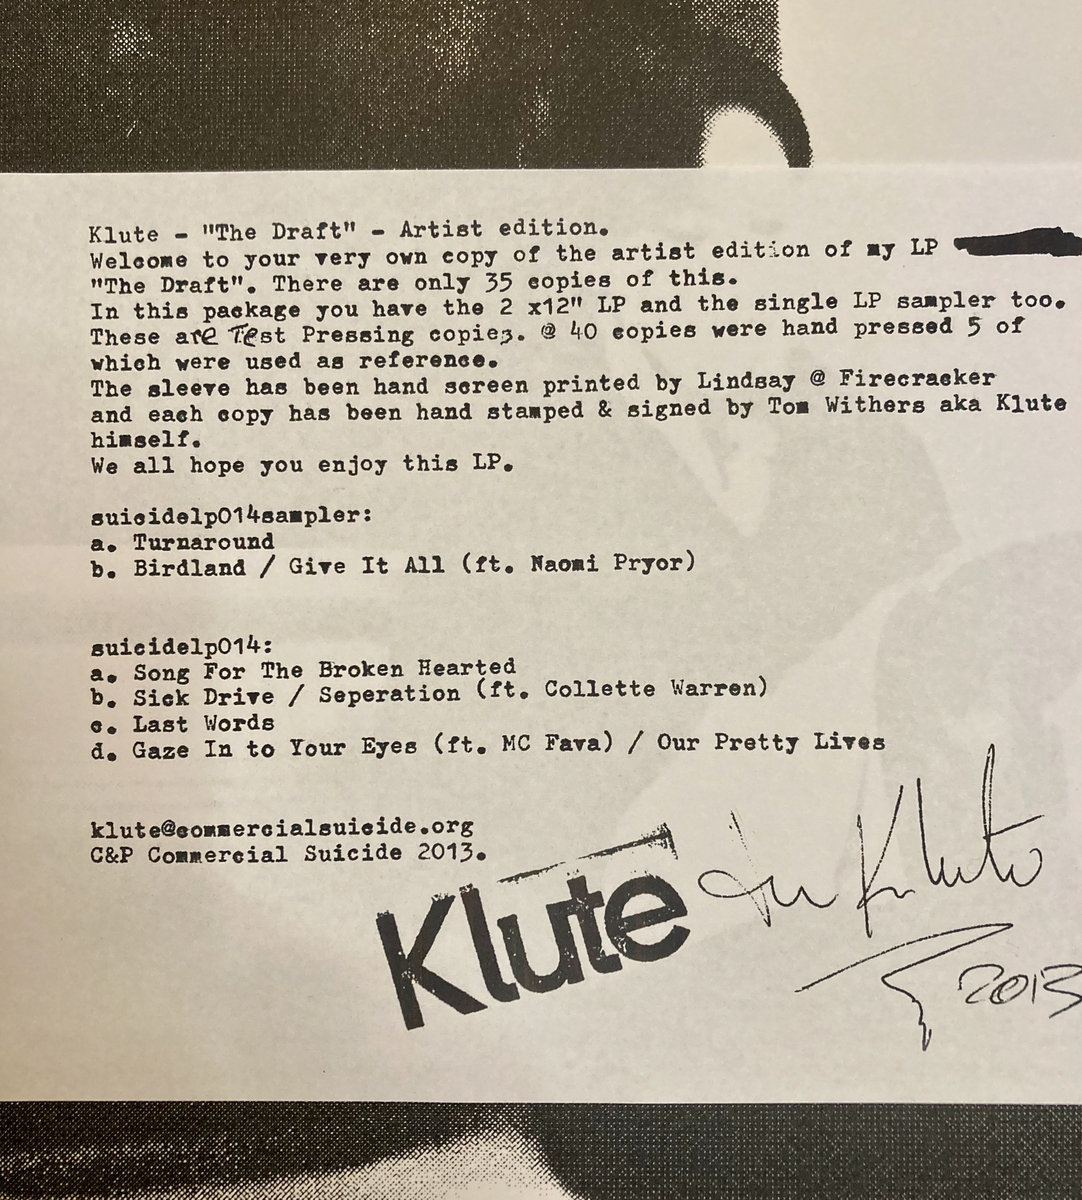 Klute - "The Draft" - Artist edition.
Welcome to your very own copy of the artist edition of my LP
"The Draft". There are only 35 copies of this.
In this package you have the 2 x12" LP and the single LP sampler too.
These are Test Pressing copies. @ 40 copies were hand pressed 5 of
which were used as reference.
The sleeve has been hand screen printed by Lindsay @ Firecracker
and each copy has been hand stamped & signed by Tom Withers aka Klute
himself.
We all hope you enjoy this LP.
suicidelp014sampler:
a. Turnaround
b. Birdland / Give It All (ft. Naomi Pryor)
suicidelp014:
a. Song For The Broken Hearted
b. Sick Drive / Seperation (ft. Collette Warren)
c. Last Words
d. Gaze In to Your Eyes (ft. MC Fava) / Our Pretty Lives
klute@commercialsuicide.org
C&P Commercial Suicide 2013.
Klute
Klute
2013